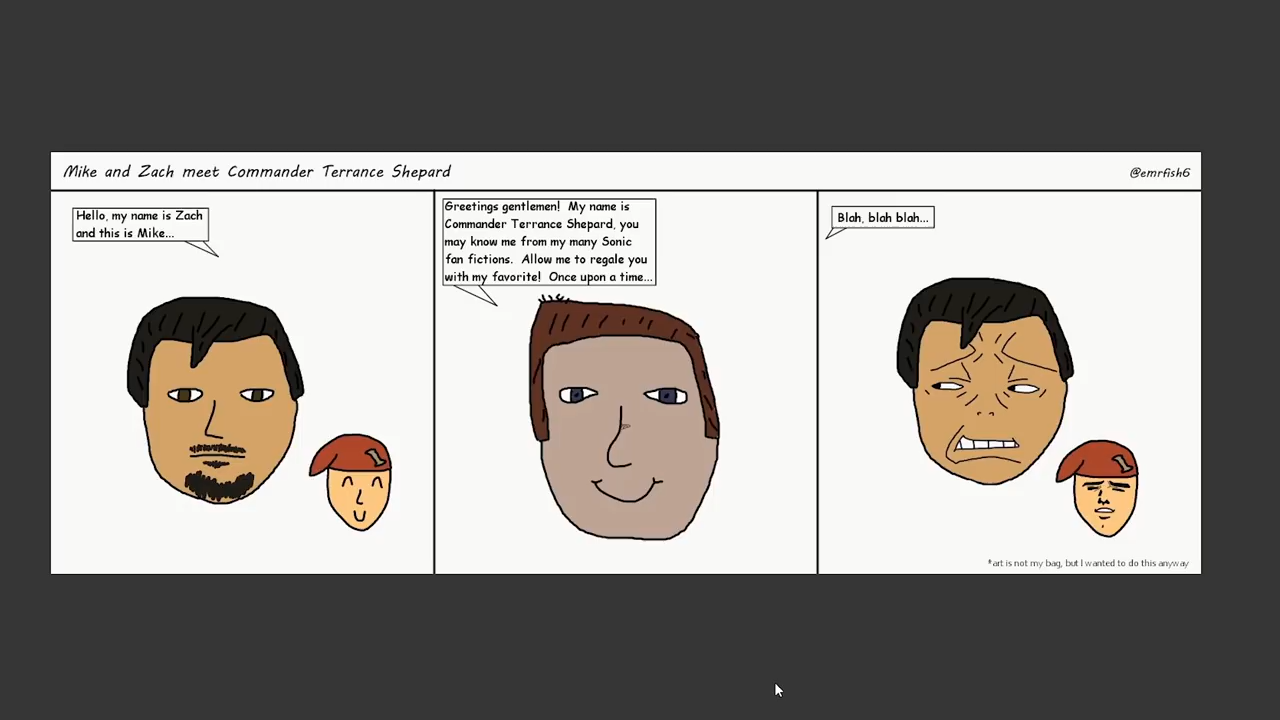 Mike and Zach meet Commander Terrance Shepard
@emrfish6
Hello, my name is Zach
and this is Mike...
Greetings gentlemen! My name is
Commander Terrance Shepard, you
may know me from my many Sonic
fan fictions. Allow me to regale you
with my favorite! Once upon a time...
Blah, blah blah...
*art is not my bag, but I wanted to do this anyway